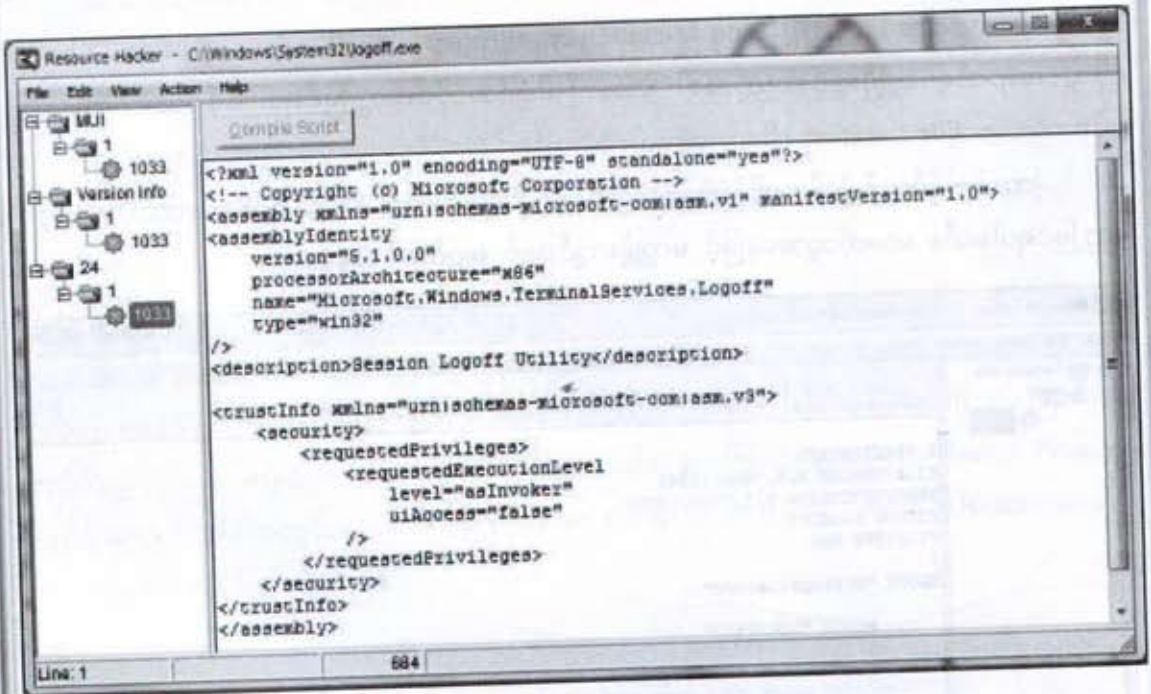 Resource Hacker - C:\Windows\System32\logoff.exe
File Edit View Action Help
MUI
1
1033
Version Info
1
1033
24
1
1033
Compile Script
<?xml version="1.0" encoding="UTF-8" standalone="yes"?>
<!-- Copyright (c) Microsoft Corporation -->
<assembly xmlns="urn:schemas-microsoft-com:asm.v1" manifestVersion="1.0">
<assemblyIdentity
version="5.1.0.0"
processorArchitecture="x86"
name="Microsoft.Windows.TerminalServices.Logoff"
type="win32"
/>
<description>Session Logoff Utility</description>
<trustInfo xmlns="urn:schemas-microsoft-com:asm.v3">
<security>
<requestedPrivileges>
<requestedExecutionLevel
level="asInvoker"
uiAccess="false"
/>
</requestedPrivileges>
</security>
</trustInfo>
</assembly>
Line: 1
684